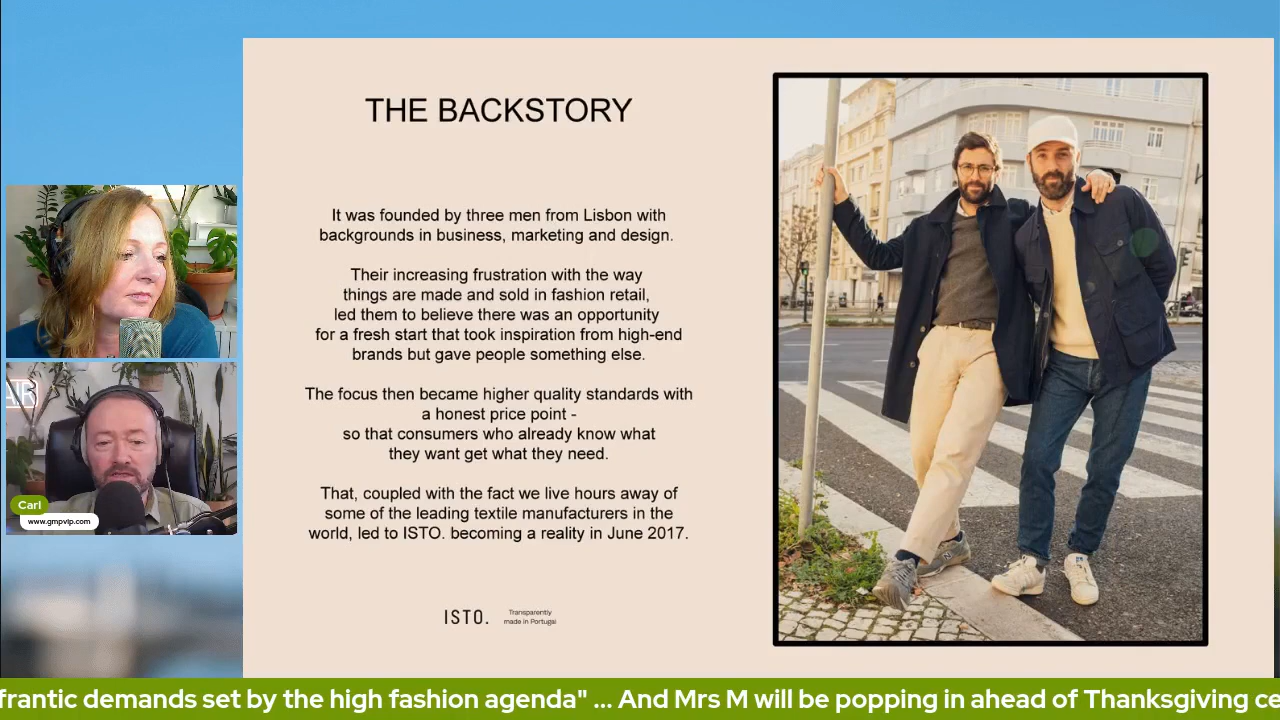 THE BACKSTORY
It was founded by three men from Lisbon with
backgrounds in business, marketing and design.
Their increasing frustration with the way
things are made and sold in fashion retail,
led them to believe there was an opportunity
for a fresh start that took inspiration from high-end
brands but gave people something else.
The focus then became higher quality standards with
a honest price point -
so that consumers who already know what
they want get what they need.
That, coupled with the fact we live hours away of
some of the leading textile manufacturers in the
world, led to ISTO. becoming a reality in June 2017.
ISTO.
Transparently
made in Portugal
AIR
Carl
www.gmpvip.com
frantic demands set by the high fashion agenda" ... And Mrs M will be popping in ahead of Thanksgiving ce